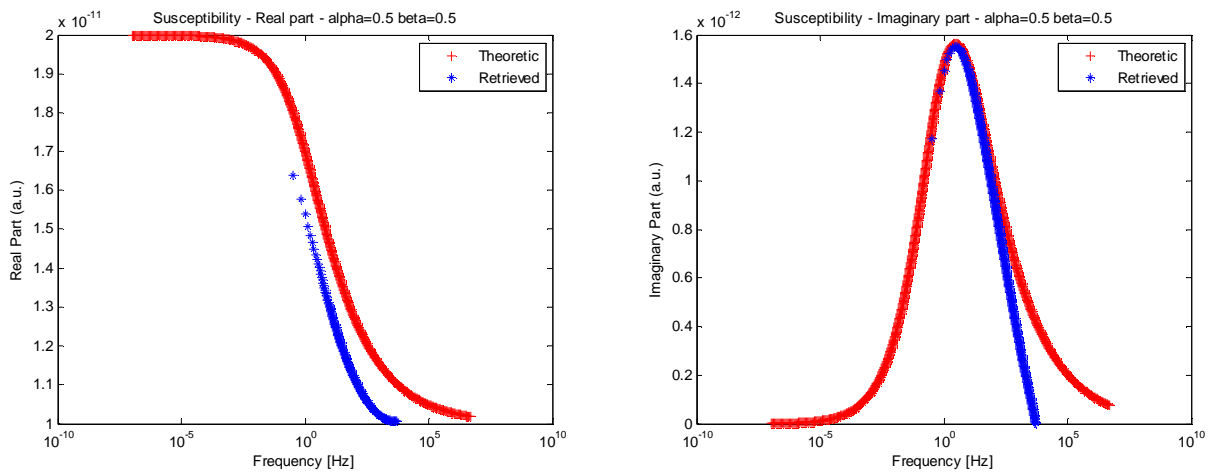 Susceptibility - Real part - alpha=0.5 beta=0.5
x 10^-11
2
1.9
1.8
1.7
1.6
1.5
1.4
1.3
1.2
1.1
1
Real Part (a.u.)
10^-10
10^-5
10^0
10^5
10^10
Frequency [Hz]
Theoretic
Retrieved
Susceptibility - Imaginary part - alpha=0.5 beta=0.5
x 10^-12
1.6
1.4
1.2
1
0.8
0.6
0.4
0.2
0
Imaginary Part (a.u.)
10^-10
10^-5
10^0
10^5
10^10
Frequency [Hz]
Theoretic
Retrieved